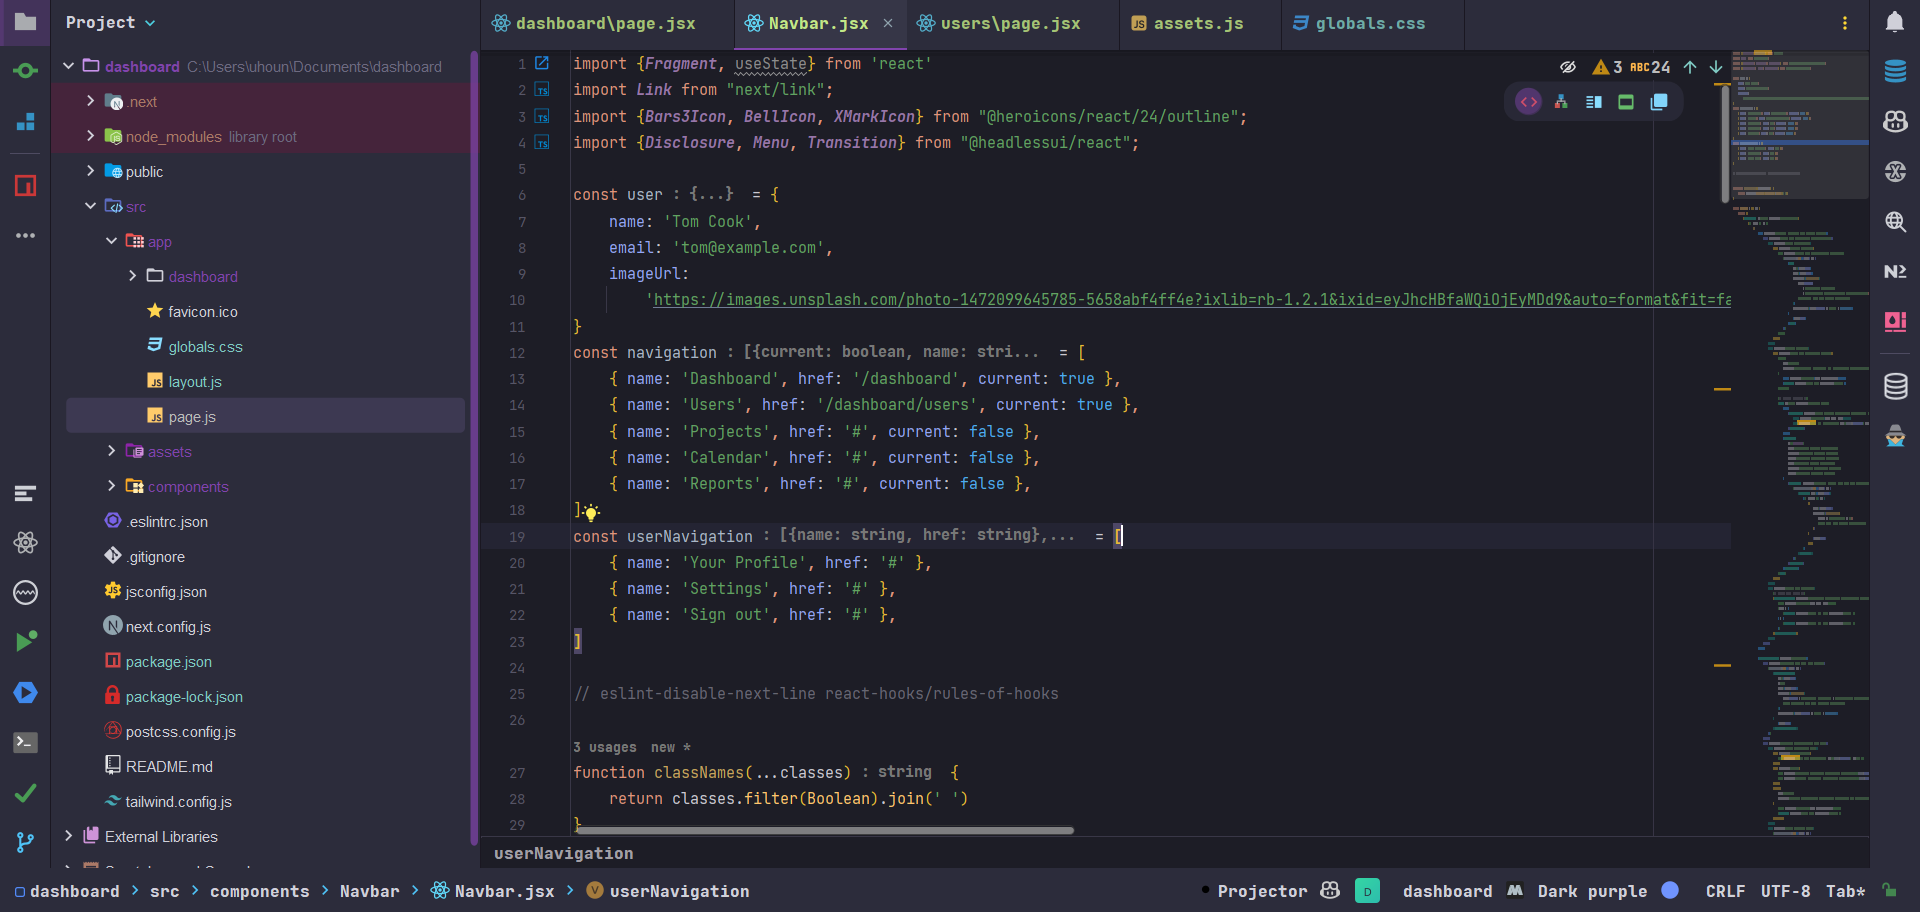 Project
dashboard\page.jsx
Navbar.jsx
users\page.jsx
assets.js
globals.css
dashboard C:\Users\uhoun\Documents\dashboard
.next
node_modules library root
public
src
app
dashboard
favicon.ico
globals.css
layout.js
page.js
assets
components
.eslintrc.json
.gitignore
jsconfig.json
next.config.js
package.json
package-lock.json
postcss.config.js
README.md
tailwind.config.js
External Libraries
3 ABC 24
1 import {Fragment, useState} from 'react'
2 import Link from "next/link";
3 import {Bars3Icon, BellIcon, XMarkIcon} from "@heroicons/react/24/outline";
4 import {Disclosure, Menu, Transition} from "@headlessui/react";
5
6 const user : {...} = {
7 name: 'Tom Cook',
8 email: 'tom@example.com',
9 imageUrl:
10 'https://images.unsplash.com/photo-1472099645785-5658abf4ff4e?ixlib=rb-1.2.1&ixid=eyJhcHBfaWQiOjEyMDd9&auto=format&fit=fa
11 }
12 const navigation : [{current: boolean, name: stri... = [
13 { name: 'Dashboard', href: '/dashboard', current: true },
14 { name: 'Users', href: '/dashboard/users', current: true },
15 { name: 'Projects', href: '#', current: false },
16 { name: 'Calendar', href: '#', current: false },
17 { name: 'Reports', href: '#', current: false },
18 ]
19 const userNavigation : [{name: string, href: string},... = [
20 { name: 'Your Profile', href: '#' },
21 { name: 'Settings', href: '#' },
22 { name: 'Sign out', href: '#' },
23 ]
24
25 // eslint-disable-next-line react-hooks/rules-of-hooks
26
3 usages new *
27 function classNames(...classes) : string {
28 return classes.filter(Boolean).join(' ')
29 }
userNavigation
dashboard > src > components > Navbar > Navbar.jsx > V userNavigation
Projector D dashboard M Dark purple CRLF UTF-8 Tab*